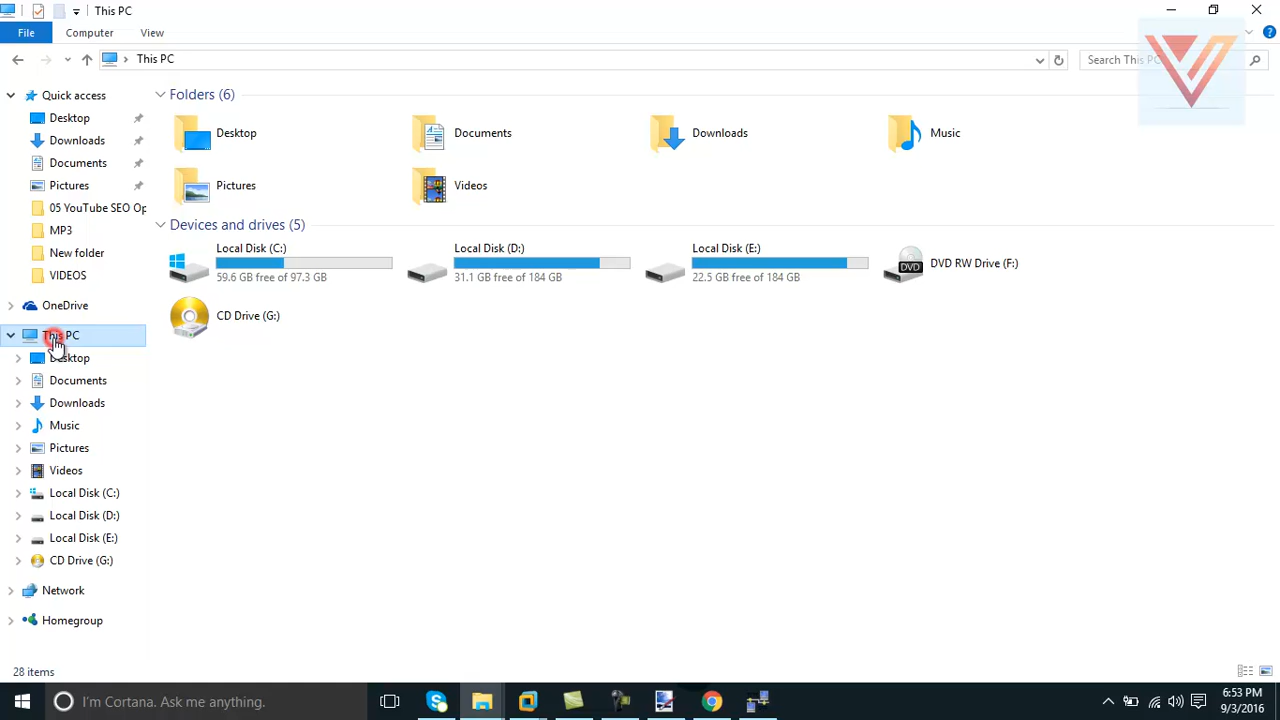 This PC
File Computer View
This PC
Search This PC
Quick access
Desktop
Downloads
Documents
Pictures
05 YouTube SEO Op
MP3
New folder
VIDEOS
OneDrive
This PC
Desktop
Documents
Downloads
Music
Pictures
Videos
Local Disk (C:)
Local Disk (D:)
Local Disk (E:)
CD Drive (G:)
Network
Homegroup
Folders (6)
Desktop Documents Downloads Music
Pictures Videos
Devices and drives (5)
Local Disk (C:) Local Disk (D:) Local Disk (E:) DVD RW Drive (F:)
59.6 GB free of 97.3 GB 31.1 GB free of 184 GB 22.5 GB free of 184 GB
DVD
CD Drive (G:)
28 items
I'm Cortana. Ask me anything.
6:53 PM
9/3/2016